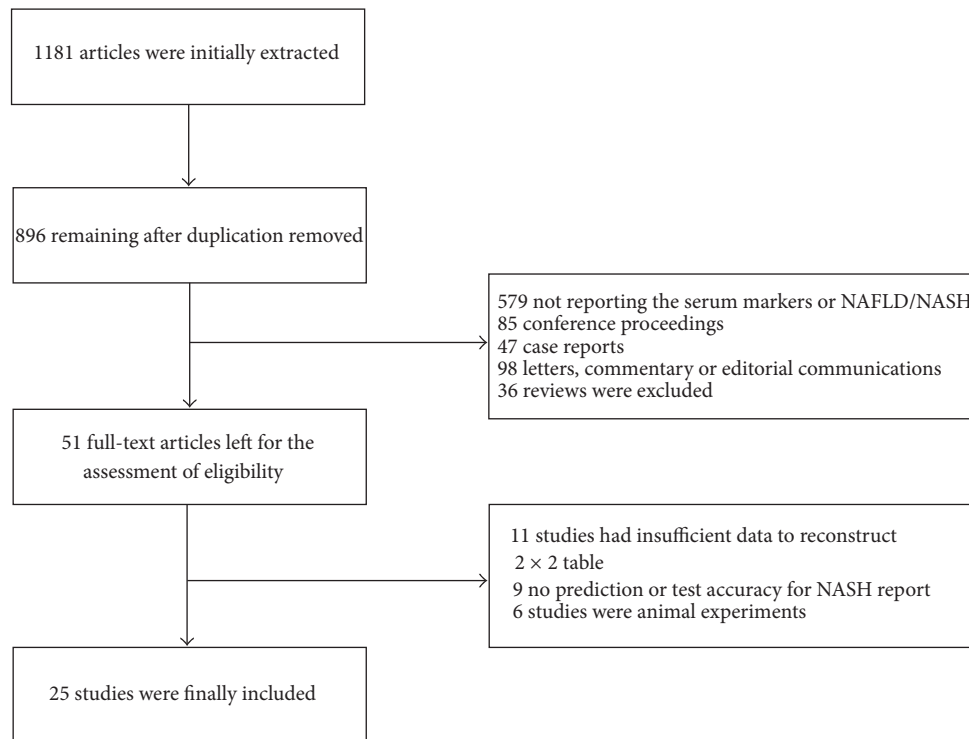 1181 articles were initially extracted
896 remaining after duplication removed
579 not reporting the serum markers or NAFLD/NASH
85 conference proceedings
47 case reports
98 letters, commentary or editorial communications
36 reviews were excluded
51 full-text articles left for the
assessment of eligibility
11 studies had insufficient data to reconstruct
2 × 2 table
9 no prediction or test accuracy for NASH report
6 studies were animal experiments
25 studies were finally included